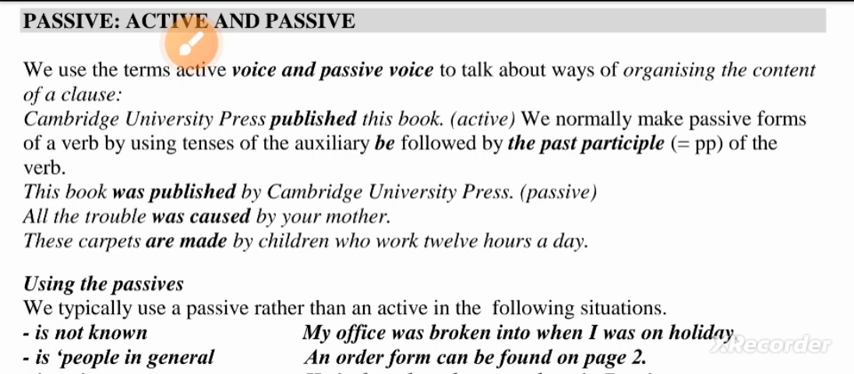 PASSIVE: ACTIVE AND PASSIVE
We use the terms active voice and passive voice to talk about ways of organising the content
of a clause:
Cambridge University Press published this book. (active) We normally make passive forms
of a verb by using tenses of the auxiliary be followed by the past participle (= pp) of the
verb.
This book was published by Cambridge University Press. (passive)
All the trouble was caused by your mother.
These carpets are made by children who work twelve hours a day.
Using the passives
We typically use a passive rather than an active in the following situations.
- is not known My office was broken into when I was on holiday
- is ‘people in general An order form can be found on page 2.
XRecorder